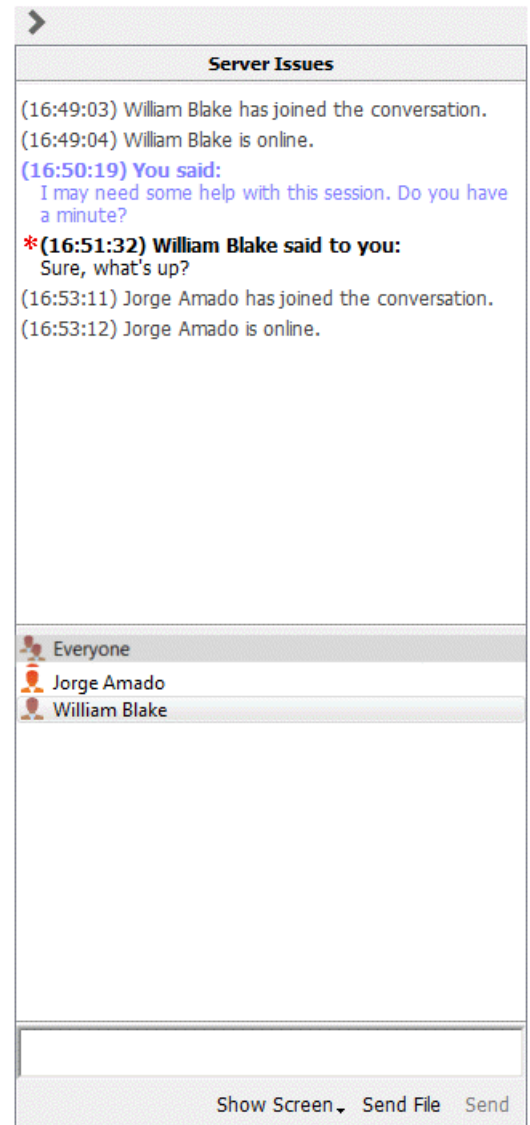 Server Issues
(16:49:03) William Blake has joined the conversation.
(16:49:04) William Blake is online.
(16:50:19) You said:
I may need some help with this session. Do you have
a minute?
*(16:51:32) William Blake said to you:
Sure, what's up?
(16:53:11) Jorge Amado has joined the conversation.
(16:53:12) Jorge Amado is online.
Everyone
Jorge Amado
William Blake
Show Screen Send File Send